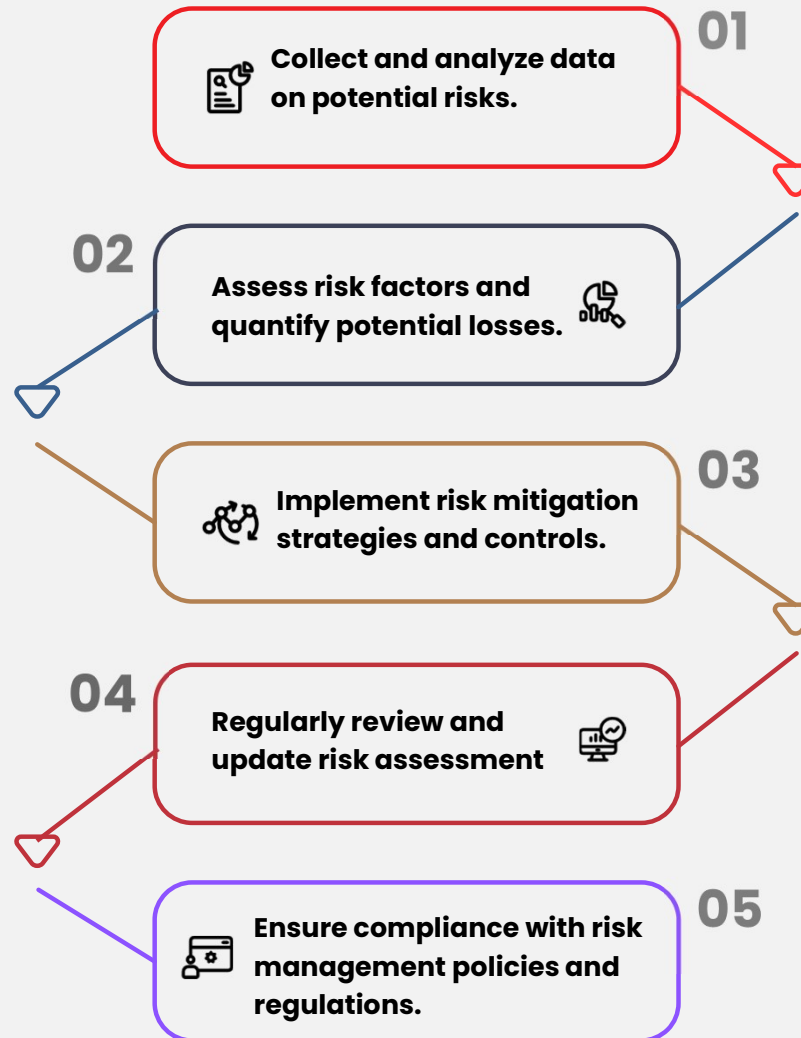 01
Collect and analyze data
on potential risks.
02
Assess risk factors and
quantify potential losses.
03
Implement risk mitigation
strategies and controls.
04
Regularly review and
update risk assessment
05
Ensure compliance with risk
management policies and
regulations.